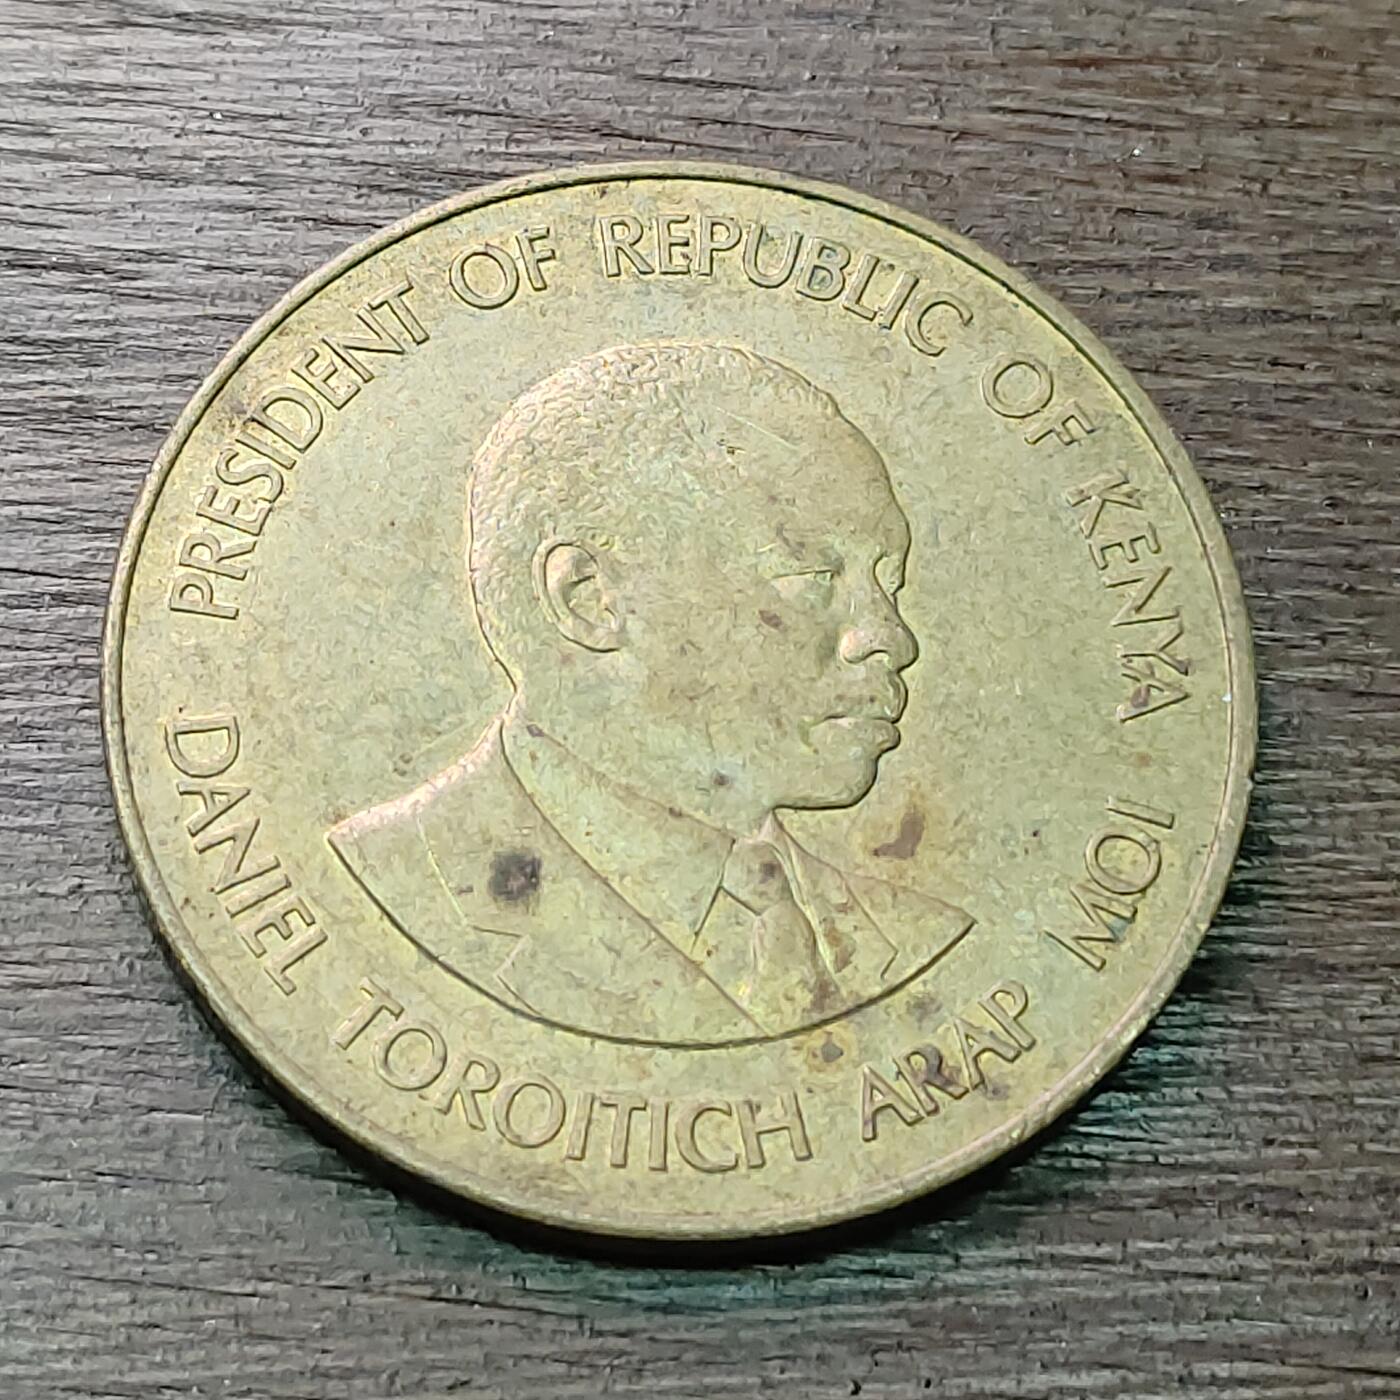 PRESIDENT OF REPUBLIC OF KENYA
DANIEL TOROITICH ARAP MOI